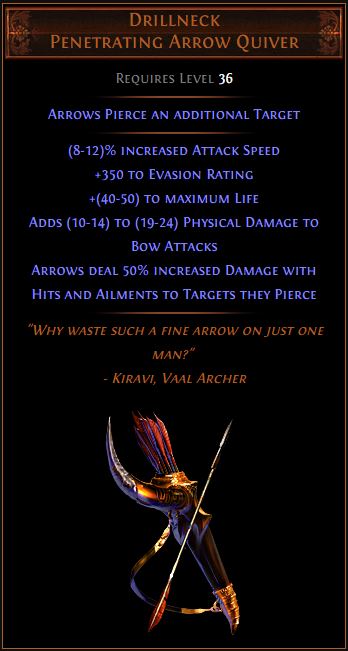 Drillneck
Penetrating Arrow Quiver
Requires Level 36
Arrows Pierce an additional Target
(8-12)% increased Attack Speed
+350 to Evasion Rating
+(40-50) to maximum Life
Adds (10-14) to (19-24) Physical Damage to
Bow Attacks
Arrows deal 50% increased Damage with
Hits and Ailments to Targets they Pierce
"Why waste such a fine arrow on just one
man?"
- Kiravi, Vaal Archer